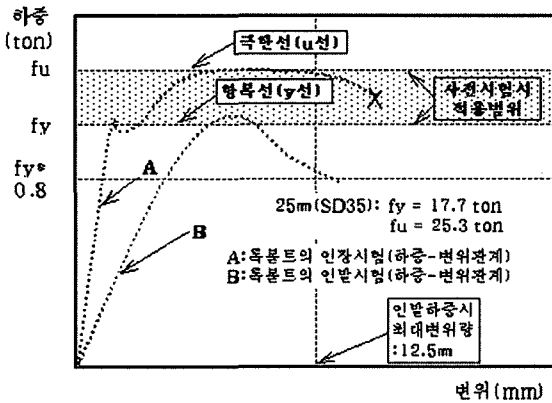 하중
(ton)
극한선(u선)
fu
항복선(y선)
사전시험시
적용범위
fy
fy*
0.8
A
B
25㎜(SD35): fy = 17.7 ton
fu = 25.3 ton
A:록볼트의 인장시험(하중-변위관계)
B:록볼트의 인발시험(하중-변위관계)
인발하중시
최대변위량
:12.5㎜
변위(mm)